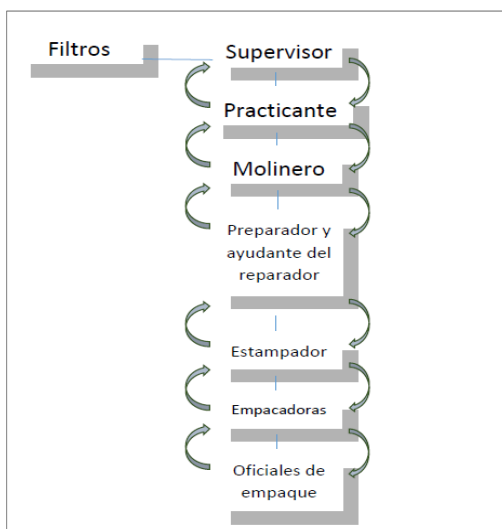 Filtros
Supervisor
Practicante
Molinero
Preparador y
ayudante del
reparador
Estampador
Empacadoras
Oficiales de
empaque